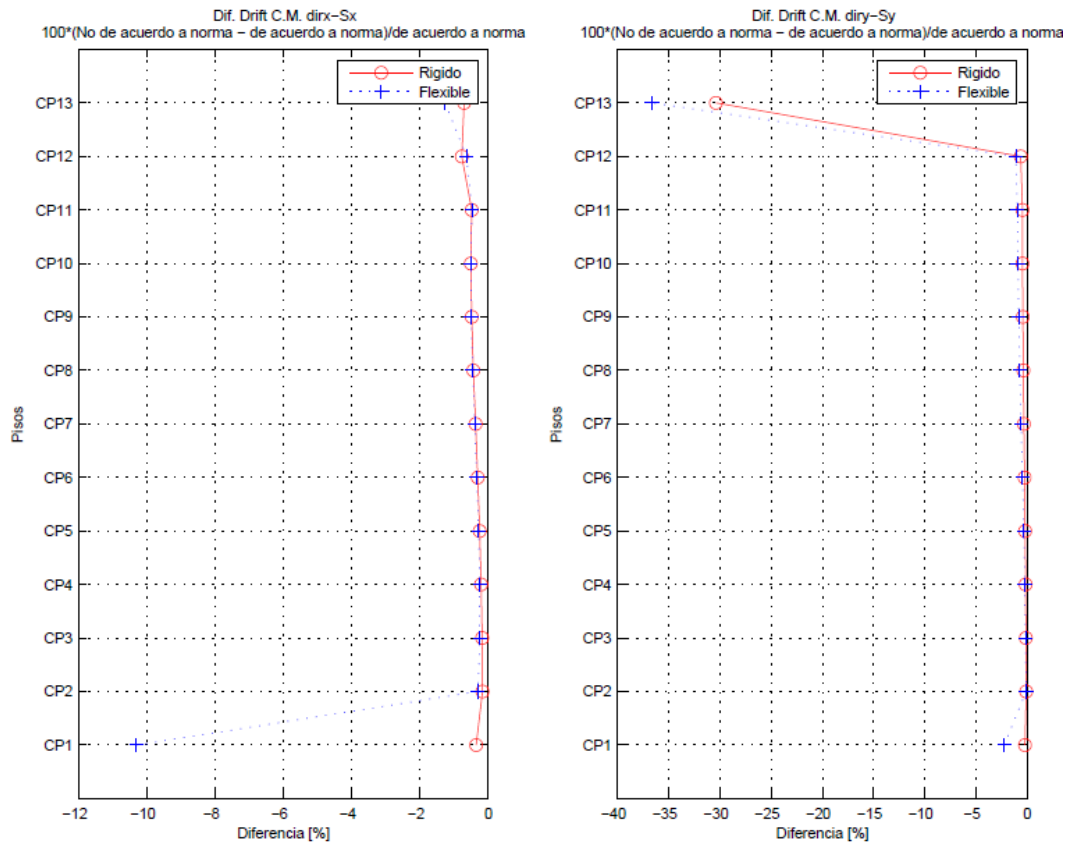 Dif. Drift C.M. dirx-Sx
100*(No de acuerdo a norma - de acuerdo a norma)/de acuerdo a norma
Rigido
Flexible
CP13
CP12
CP11
CP10
CP9
CP8
CP7
CP6
CP5
CP4
CP3
CP2
CP1
Pisos
-12
-10
-8
-6
-4
-2
0
Diferencia [%]
Dif. Drift C.M. diry-Sy
100*(No de acuerdo a norma - de acuerdo a norma)/de acuerdo a norma
Rigido
Flexible
CP13
CP12
CP11
CP10
CP9
CP8
CP7
CP6
CP5
CP4
CP3
CP2
CP1
Pisos
-40
-35
-30
-25
-20
-15
-10
-5
0
Diferencia [%]